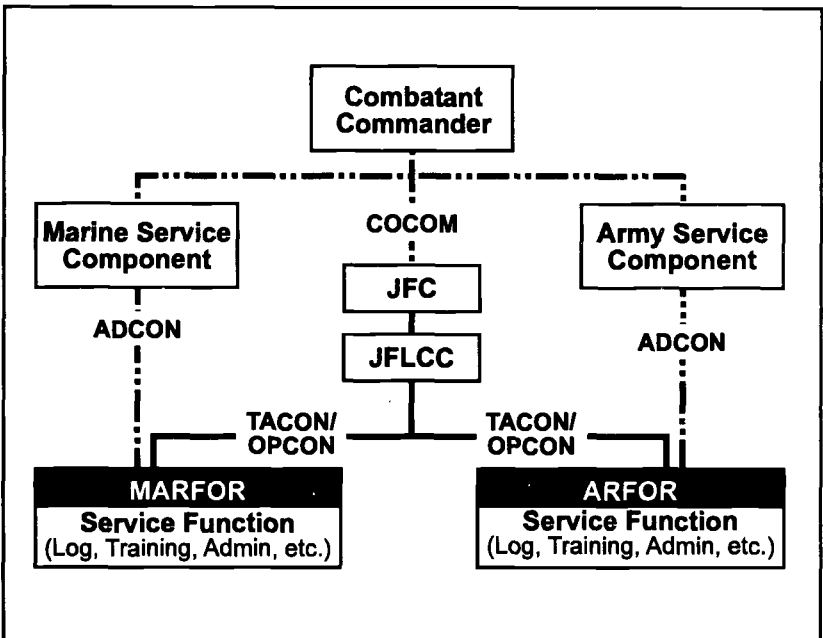 Combatant
Commander
COCOM
Marine Service
Component
Army Service
Component
JFC
ADCON
ADCON
JFLCC
TACON/
OPCON
TACON/
OPCON
MARFOR
Service Function
(Log, Training, Admin, etc.)
ARFOR
Service Function
(Log, Training, Admin, etc.)